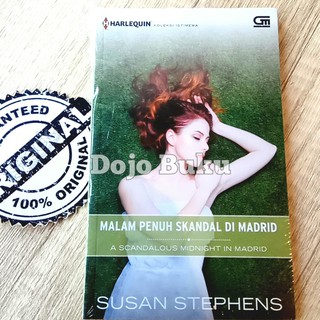 HARLEQUIN
KOLEKSI ISTIMEWA
GM
Dojo Buku
MALAM PENUH SKANDAL DI MADRID
A SCANDALOUS MIDNIGHT IN MADRID
SUSAN STEPHENS
ORIGINAL
100% ORIGINAL